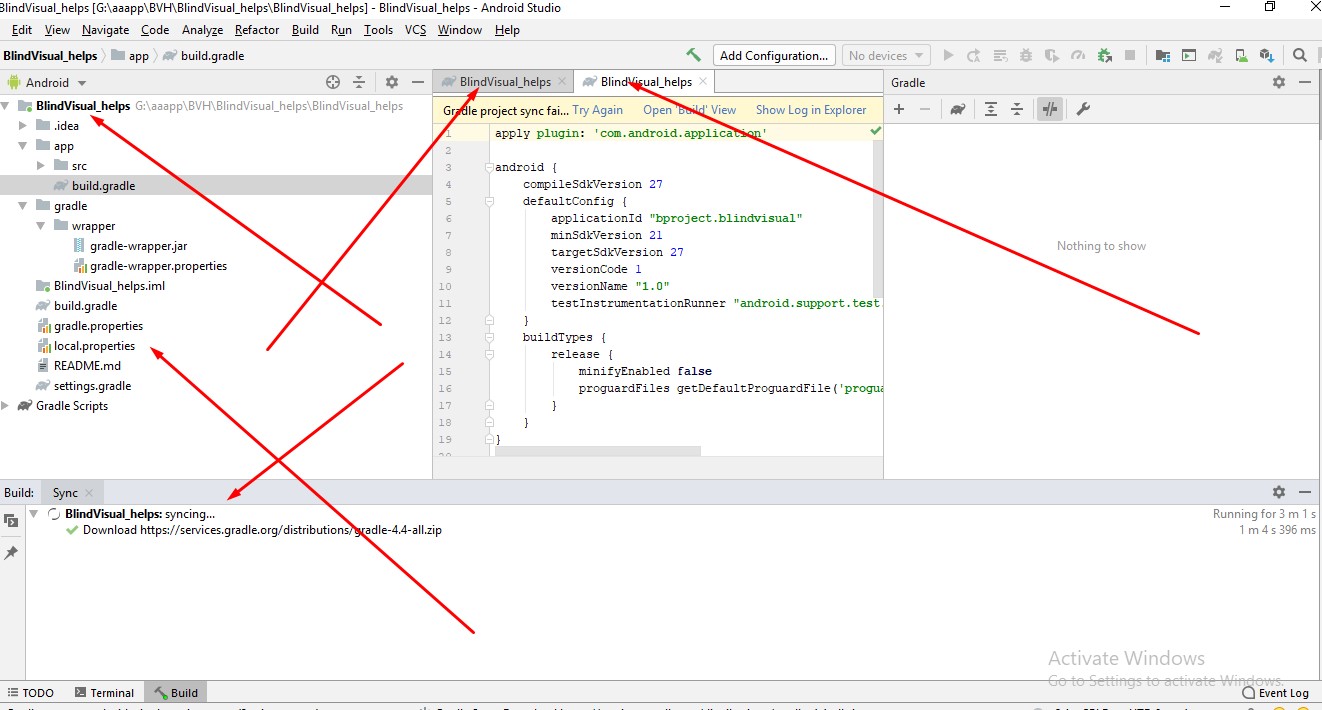 BlindVisual_helps [G:\aaapp\BVH\BlindVisual_helps\BlindVisual_helps] - BlindVisual_helps - Android Studio
Edit View Navigate Code Analyze Refactor Build Run Tools VCS Window Help
BlindVisual_helps app build.gradle
Add Configuration... No devices
Android
BlindVisual_helps BlindVisual_helps
Gradle
BlindVisual_helps G:\aaapp\BVH\BlindVisual_helps\BlindVisual_helps
.idea
app
src
build.gradle
gradle
wrapper
gradle-wrapper.jar
gradle-wrapper.properties
BlindVisual_helps.iml
build.gradle
gradle.properties
local.properties
README.md
settings.gradle
Gradle Scripts
Gradle project sync fai... Try Again Open 'Build' View Show Log in Explorer
1 apply plugin: 'com.android.application'
2
3 android {
4 compileSdkVersion 27
5 defaultConfig {
6 applicationId "bproject.blindvisual"
7 minSdkVersion 21
8 targetSdkVersion 27
9 versionCode 1
10 versionName "1.0"
11 testInstrumentationRunner "android.support.test
12 }
13 buildTypes {
14 release {
15 minifyEnabled false
16 proguardFiles getDefaultProguardFile('progua
17 }
18 }
19 }
Nothing to show
Build: Sync
BlindVisual_helps: syncing...
Download https://services.gradle.org/distributions/gradle-4.4-all.zip
Running for 3 m 1 s
1 m 4 s 396 ms
Activate Windows
Go to Settings to activate Windows.
TODO Terminal Build
Event Log